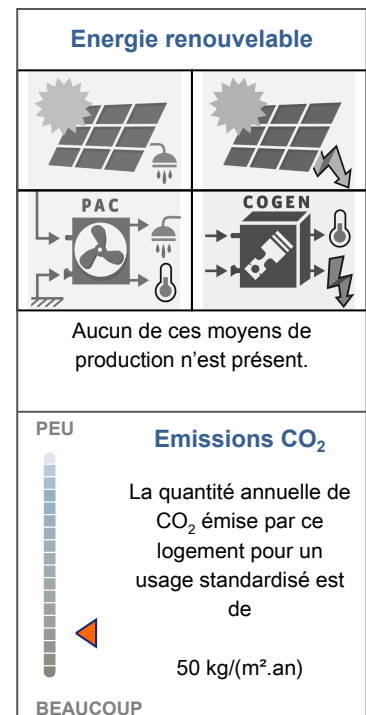 Energie renouvelable
PAC
COGEN
Aucun de ces moyens de
production n'est présent.
PEU
Emissions CO₂
La quantité annuelle de
CO₂ émise par ce
logement pour un
usage standardisé est
de
50 kg/(m².an)
BEAUCOUP